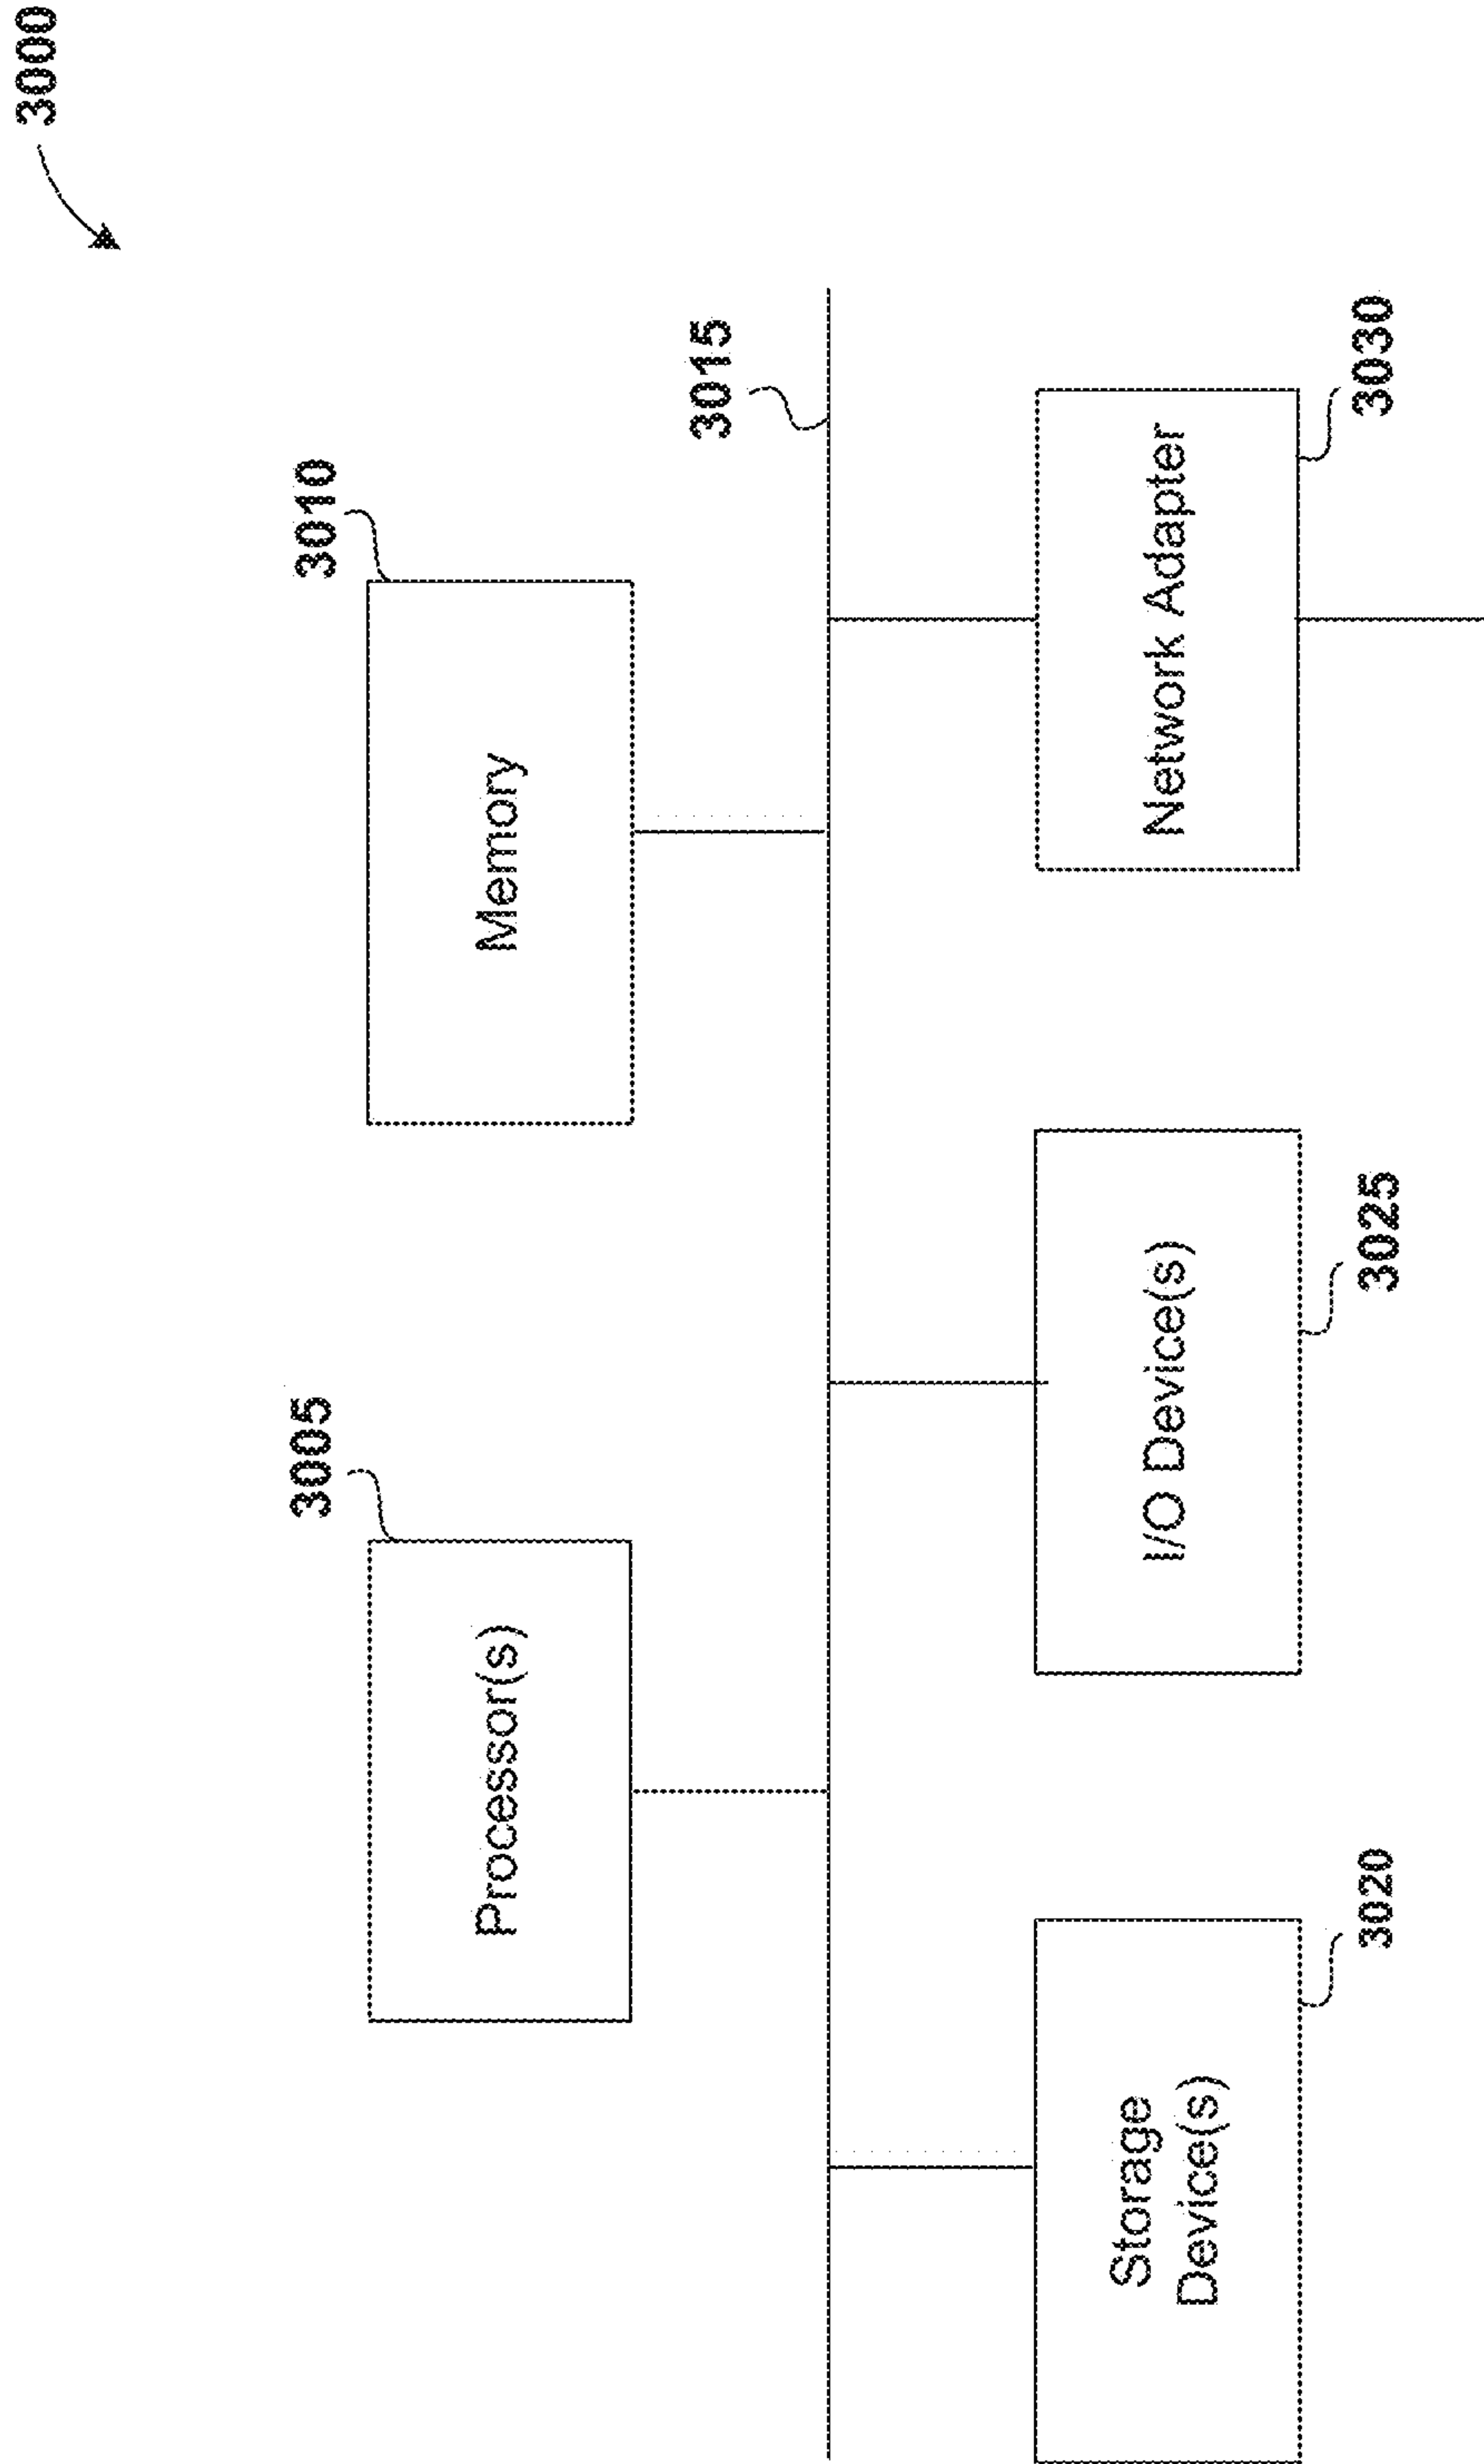 3000
3005
Processor(s)
3010
Memory
3015
Storage
Device(s)
3020
I/O Device(s)
3025
Network Adapter
3030